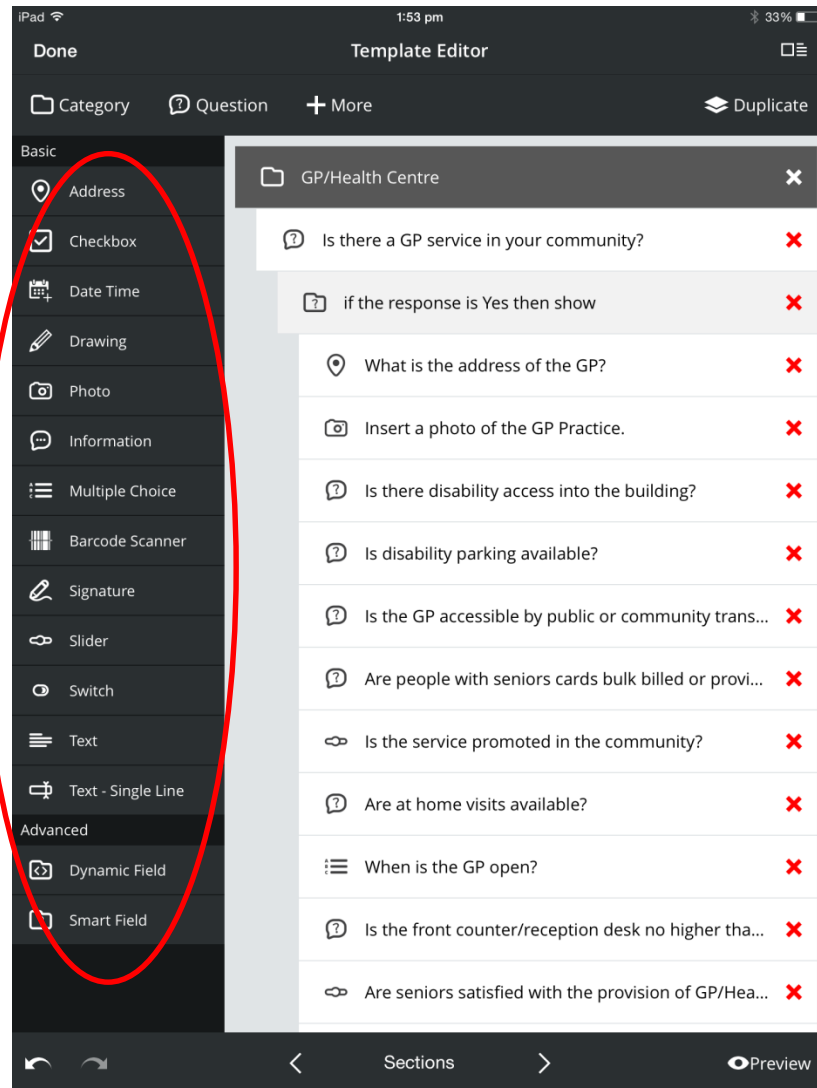 iPad 1:53 pm 33%
Done Template Editor
Category Question More Duplicate
Basic
Address
Checkbox
Date Time
Drawing
Photo
Information
Multiple Choice
Barcode Scanner
Signature
Slider
Switch
Text
Text - Single Line
Advanced
Dynamic Field
Smart Field
GP/Health Centre
Is there a GP service in your community?
if the response is Yes then show
What is the address of the GP?
Insert a photo of the GP Practice.
Is there disability access into the building?
Is disability parking available?
Is the GP accessible by public or community trans...
Are people with seniors cards bulk billed or provi...
Is the service promoted in the community?
Are at home visits available?
When is the GP open?
Is the front counter/reception desk no higher tha...
Are seniors satisfied with the provision of GP/Hea...
Sections Preview